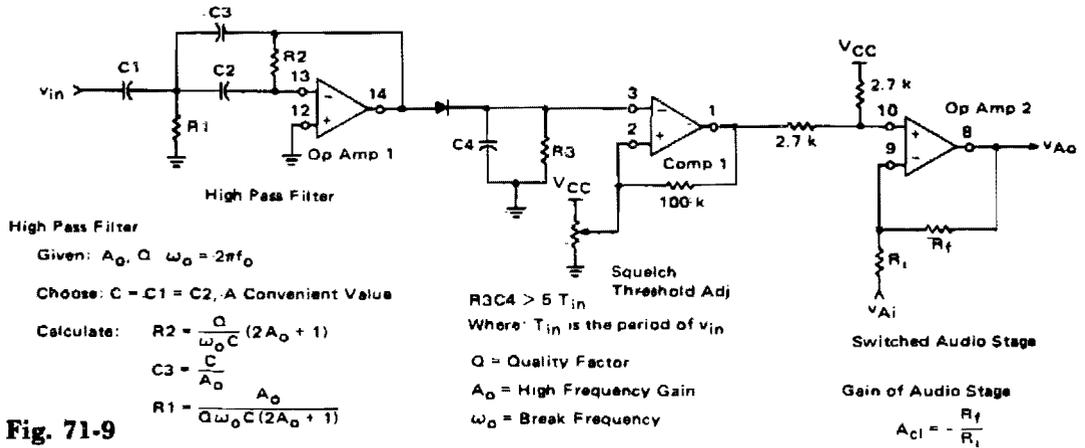 C3
VCC
C1
C2
R2
2.7 k
Op Amp 2
vin
13
14
3
1
10
8
vAo
12
2
9
R1
C4
R3
2.7 k
Op Amp 1
Comp 1
VCC
100 k
Rf
High Pass Filter
Ri
High Pass Filter
Squelch
Threshold Adj
Given: Ao, Q ωo = 2πfo
vAi
Choose: C = C1 = C2, A Convenient Value
R3C4 > 5 Tin
Where: Tin is the period of vin
Switched Audio Stage
Calculate: R2 = Q/ωoC (2Ao + 1)
Q = Quality Factor
C3 = C/Ao
Ao = High Frequency Gain
Gain of Audio Stage
R1 = Ao/QωoC(2Ao + 1)
ωo = Break Frequency
Acl = - Rf/Ri
Fig. 71-9